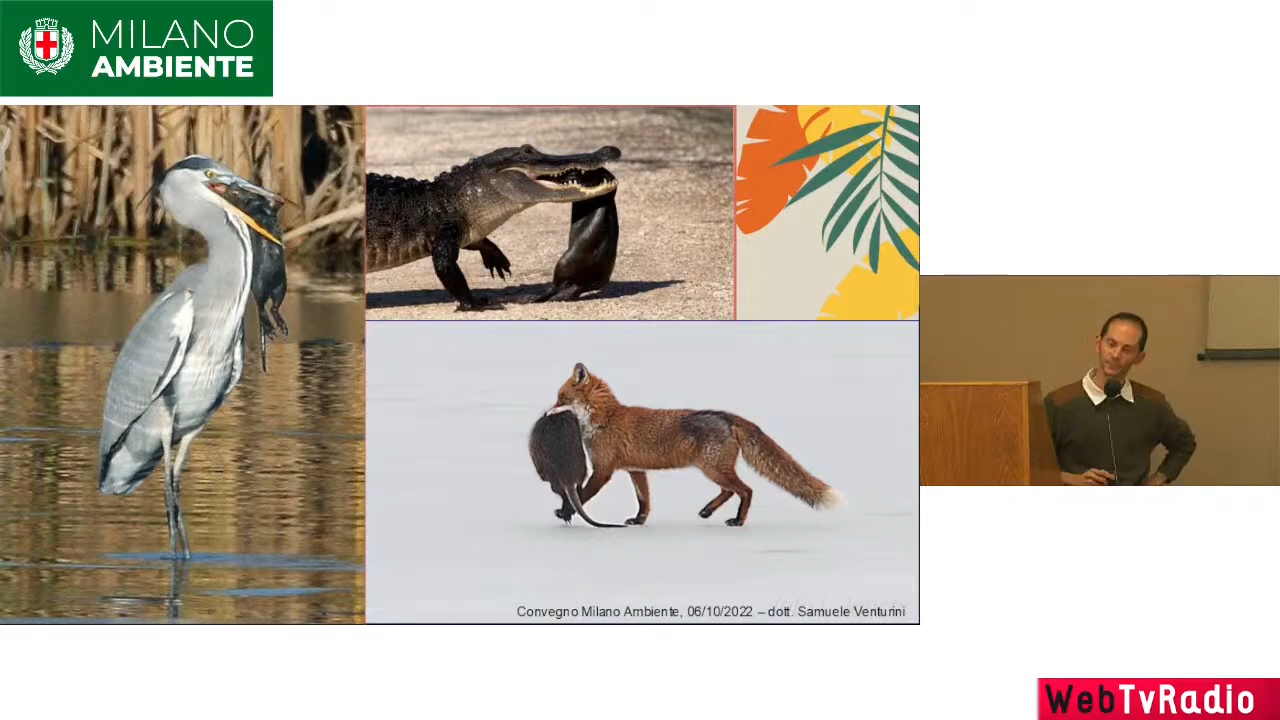 MILANO
AMBIENTE
Convegno Milano Ambiente, 06/10/2022 – dott. Samuele Venturini
WebTvRadio